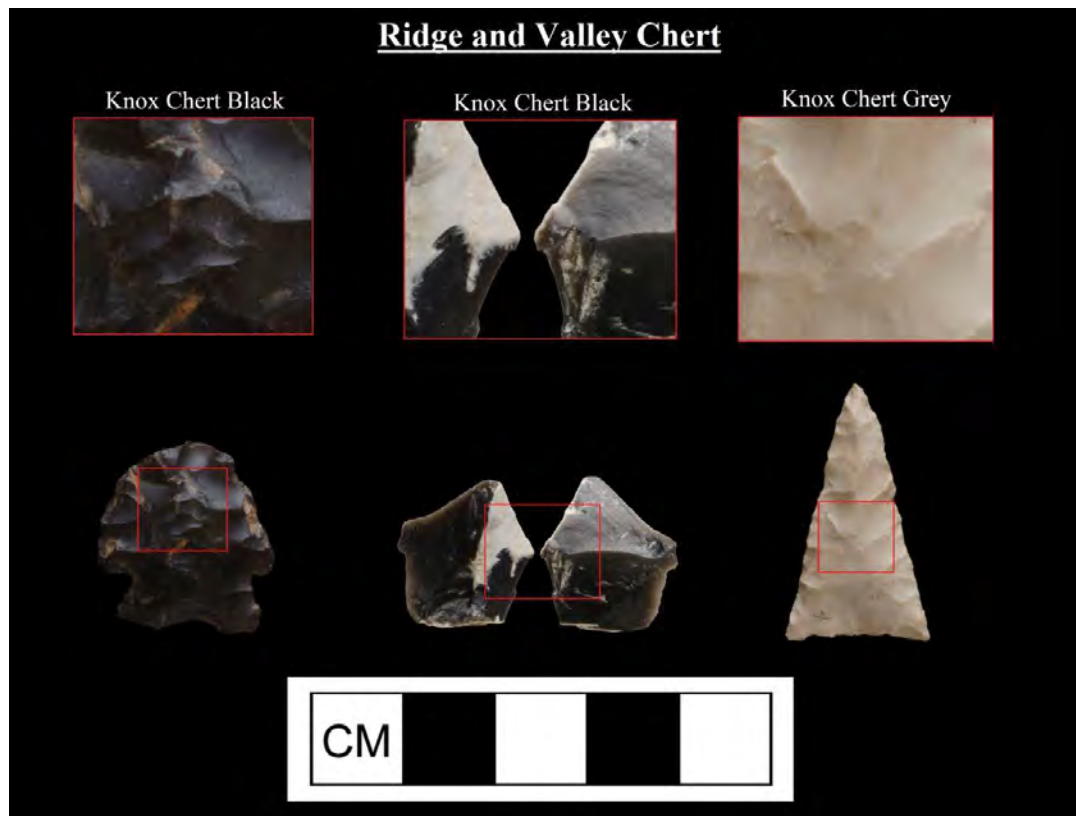 Ridge and Valley Chert
Knox Chert Black
Knox Chert Black
Knox Chert Grey
CM